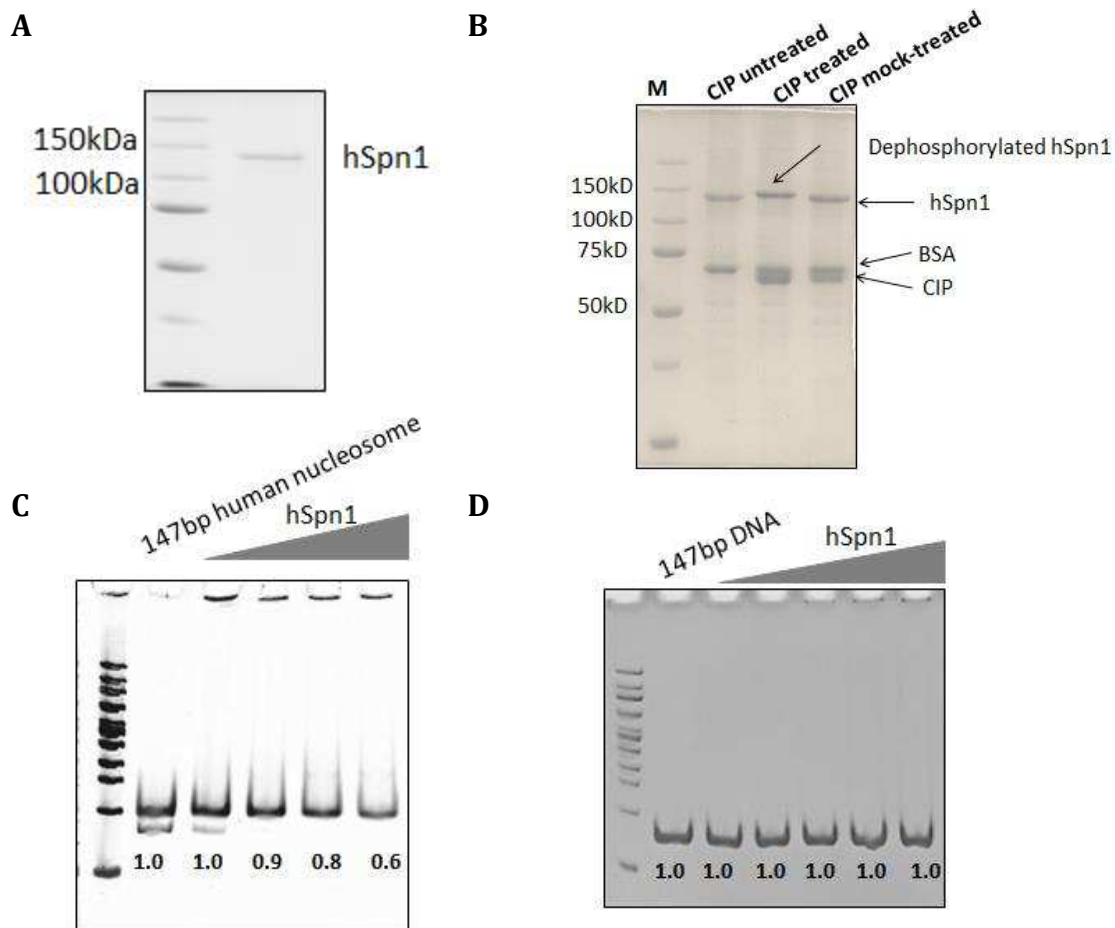 A
150kDa
100kDa
hSpn1
B
M
CIP untreated
CIP treated
CIP mock-treated
Dephosphorylated hSpn1
150kD
100kD
75kD
50kD
hSpn1
BSA
CIP
C
147bp human nucleosome
hSpn1
1.0 1.0 0.9 0.8 0.6
D
147bp DNA
hSpn1
1.0 1.0 1.0 1.0 1.0 1.0